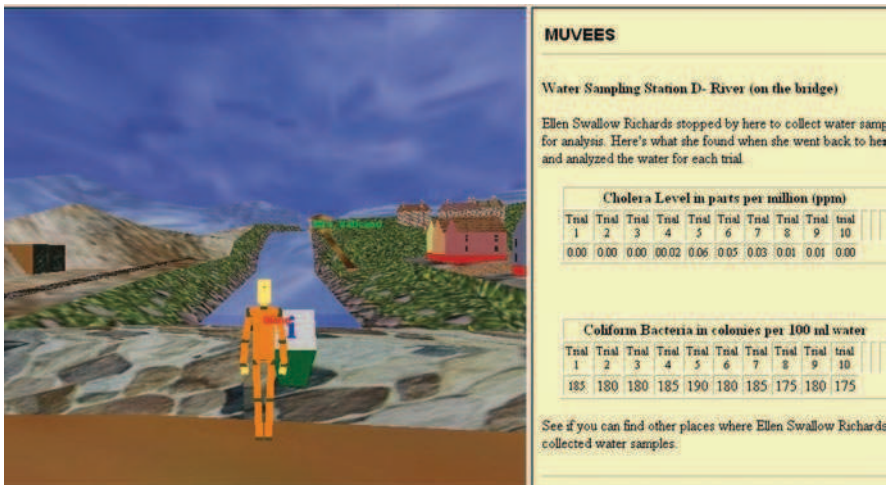 MUVEES
Water Sampling Station D- River (on the bridge)
Ellen Swallow Richards stopped by here to collect water samp
for analysis. Here's what she found when she went back to her
and analyzed the water for each trial.
Cholera Level in parts per million (ppm)
Trial Trial Trial Trial Trial Trial Trial Trial Trial trial
1 2 3 4 5 6 7 8 9 10
0.00 0.00 0.00 00.02 0.06 0.05 0.03 0.01 0.01 0.00
Coliform Bacteria in colonies per 100 ml water
Trial Trial Trial Trial Trial Trial Trial Trial Trial trial
1 2 3 4 5 6 7 8 9 10
185 180 180 185 190 180 185 175 180 175
See if you can find other places where Ellen Swallow Richards
collected water samples.